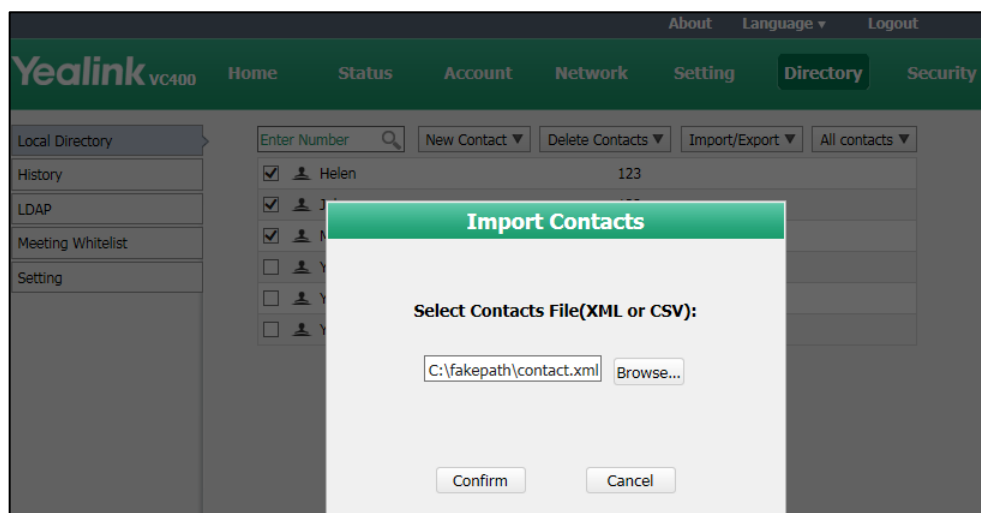 About Language ▾ Logout
Yealink VC400 Home Status Account Network Setting Directory Security
Local Directory
Enter Number New Contact ▼ Delete Contacts ▼ Import/Export ▼ All contacts ▼
History
Helen 123
LDAP
Meeting Whitelist
Setting
Import Contacts
Select Contacts File(XML or CSV):
C:\fakepath\contact.xml Browse...
Confirm Cancel